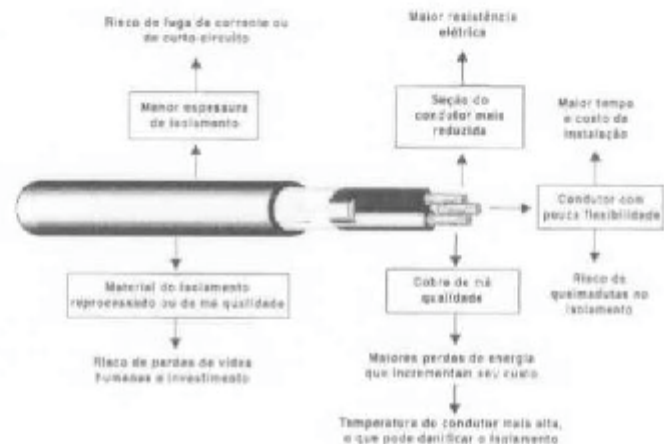 Risco de fuga de corrente ou
de curto-circuito
Menor espessura
de isolamento
Material do isolamento
reprocessado ou de má qualidade
Risco de perdas de vidas
humanas e investimento
Maior resistência
elétrica
Seção do
condutor mais
reduzida
Maior tempo
e custo da
instalação
Condutor com
pouca flexibilidade
Risco de
queimaduras no
isolamento
Cobre de má
qualidade
Maiores perdas de energia
que incrementam seu custo
Temperatura do condutor mais alta,
o que pode danificar o isolamento